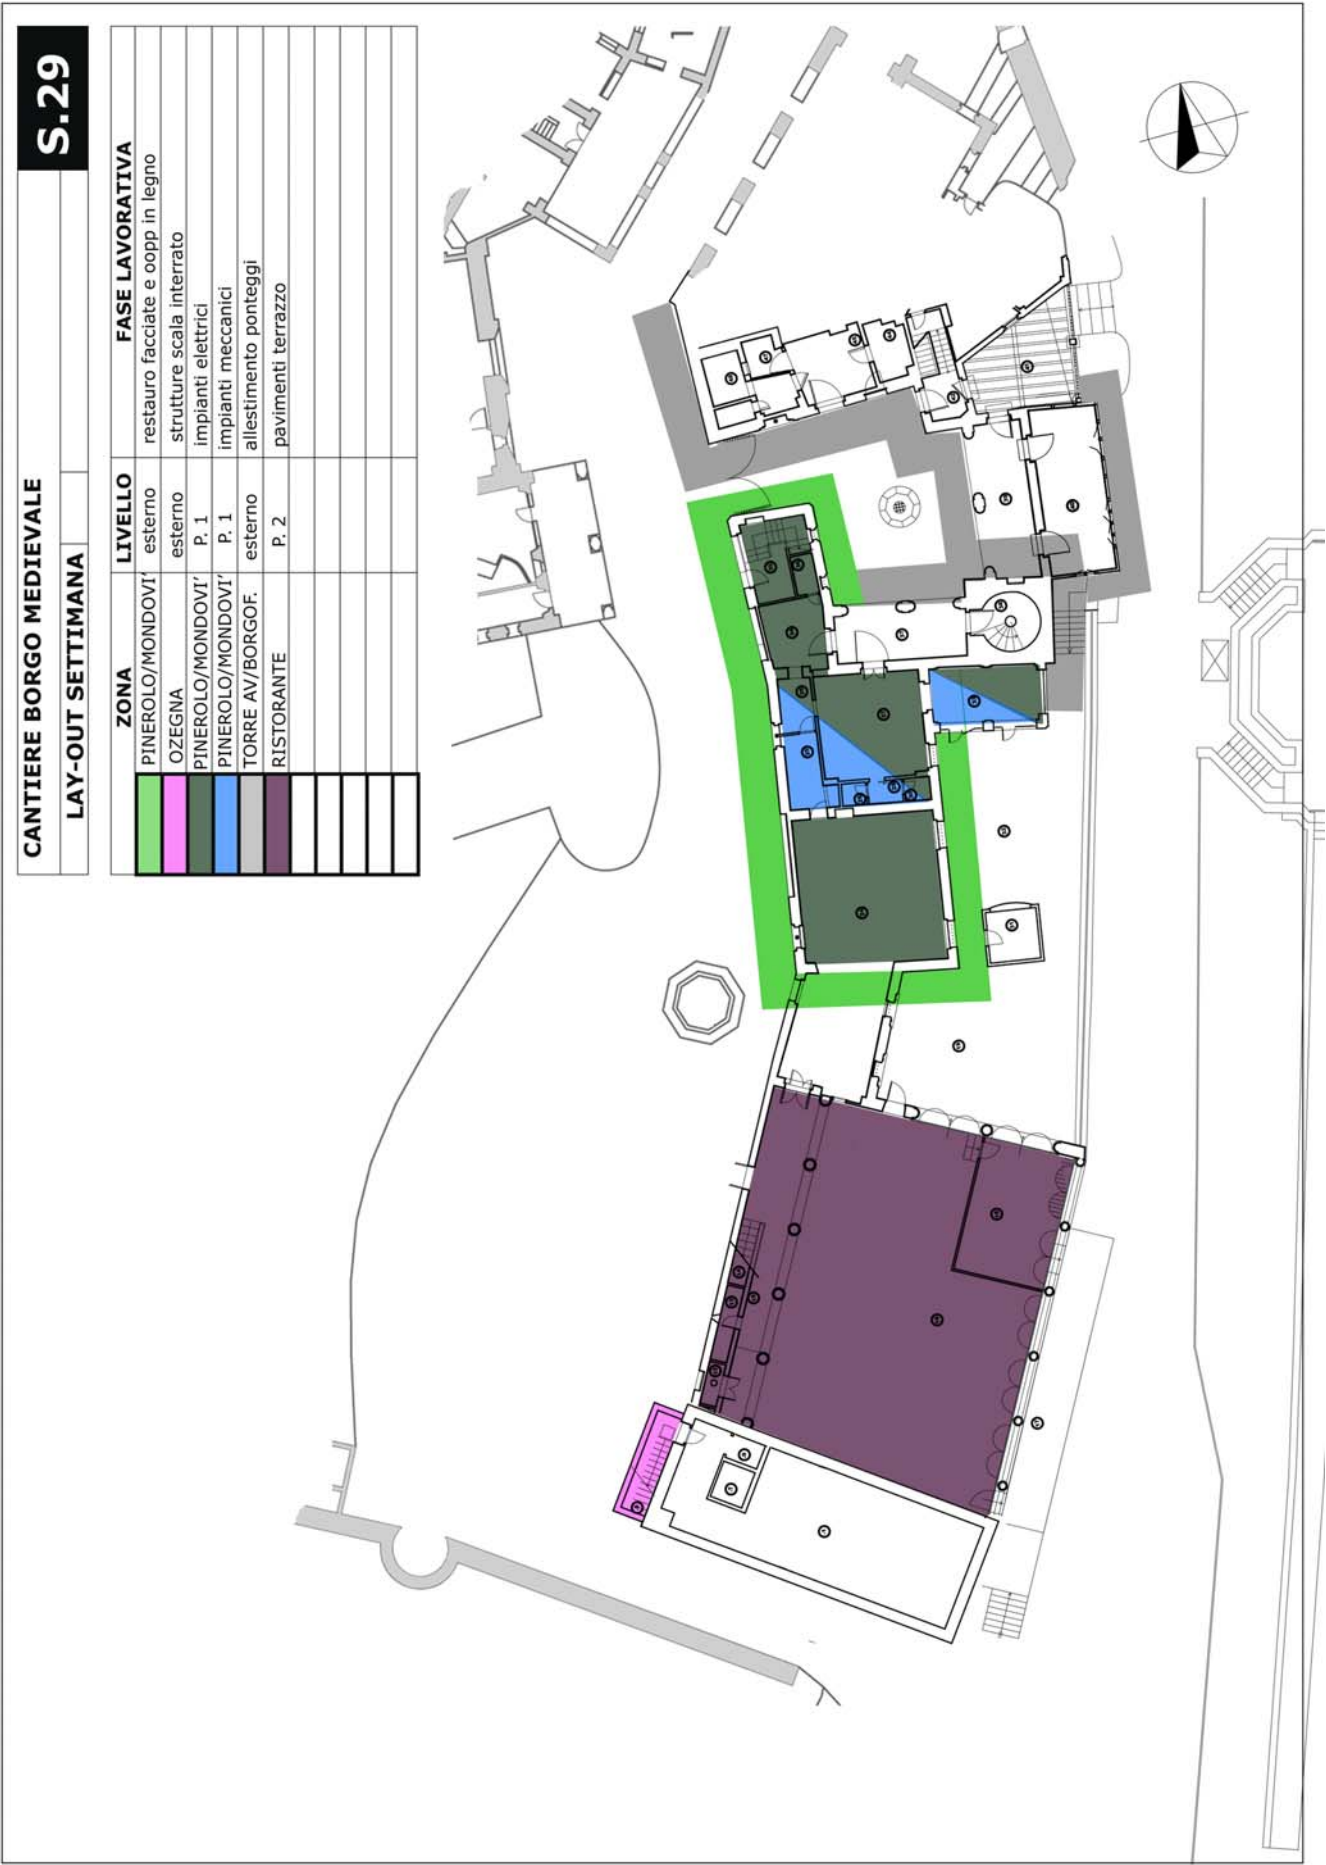 CANTIERE BORGO MEDIEVALE
LAY-OUT SETTIMANA
S.29
ZONA LIVELLO FASE LAVORATIVA
PINEROLO/MONDOVI' esterno restauro facciate e oopp in legno
OZEGNA esterno strutture scala interrato
PINEROLO/MONDOVI' P. 1 impianti elettrici
PINEROLO/MONDOVI' P. 1 impianti meccanici
TORRE AV/BORGOF. esterno allestimento ponteggi
RISTORANTE P. 2 pavimenti terrazzo